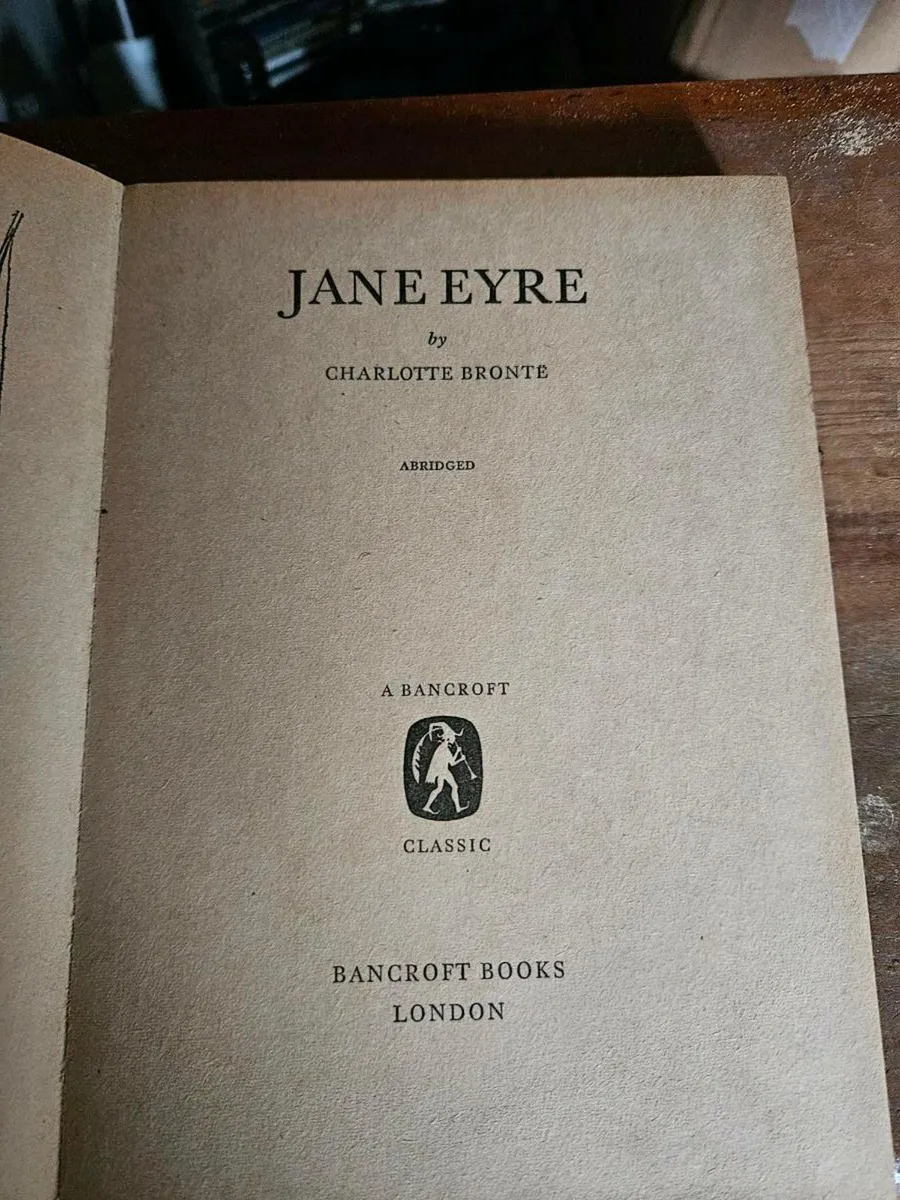 JANE EYRE
by
CHARLOTTE BRONTË
ABRIDGED
A BANCROFT
CLASSIC
BANCROFT BOOKS
LONDON